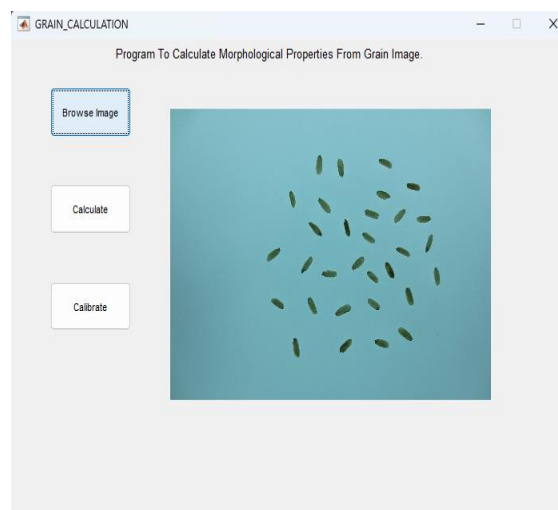 GRAIN_CALCULATION
Program To Calculate Morphological Properties From Grain Image.
Browse Image
Calculate
Calibrate